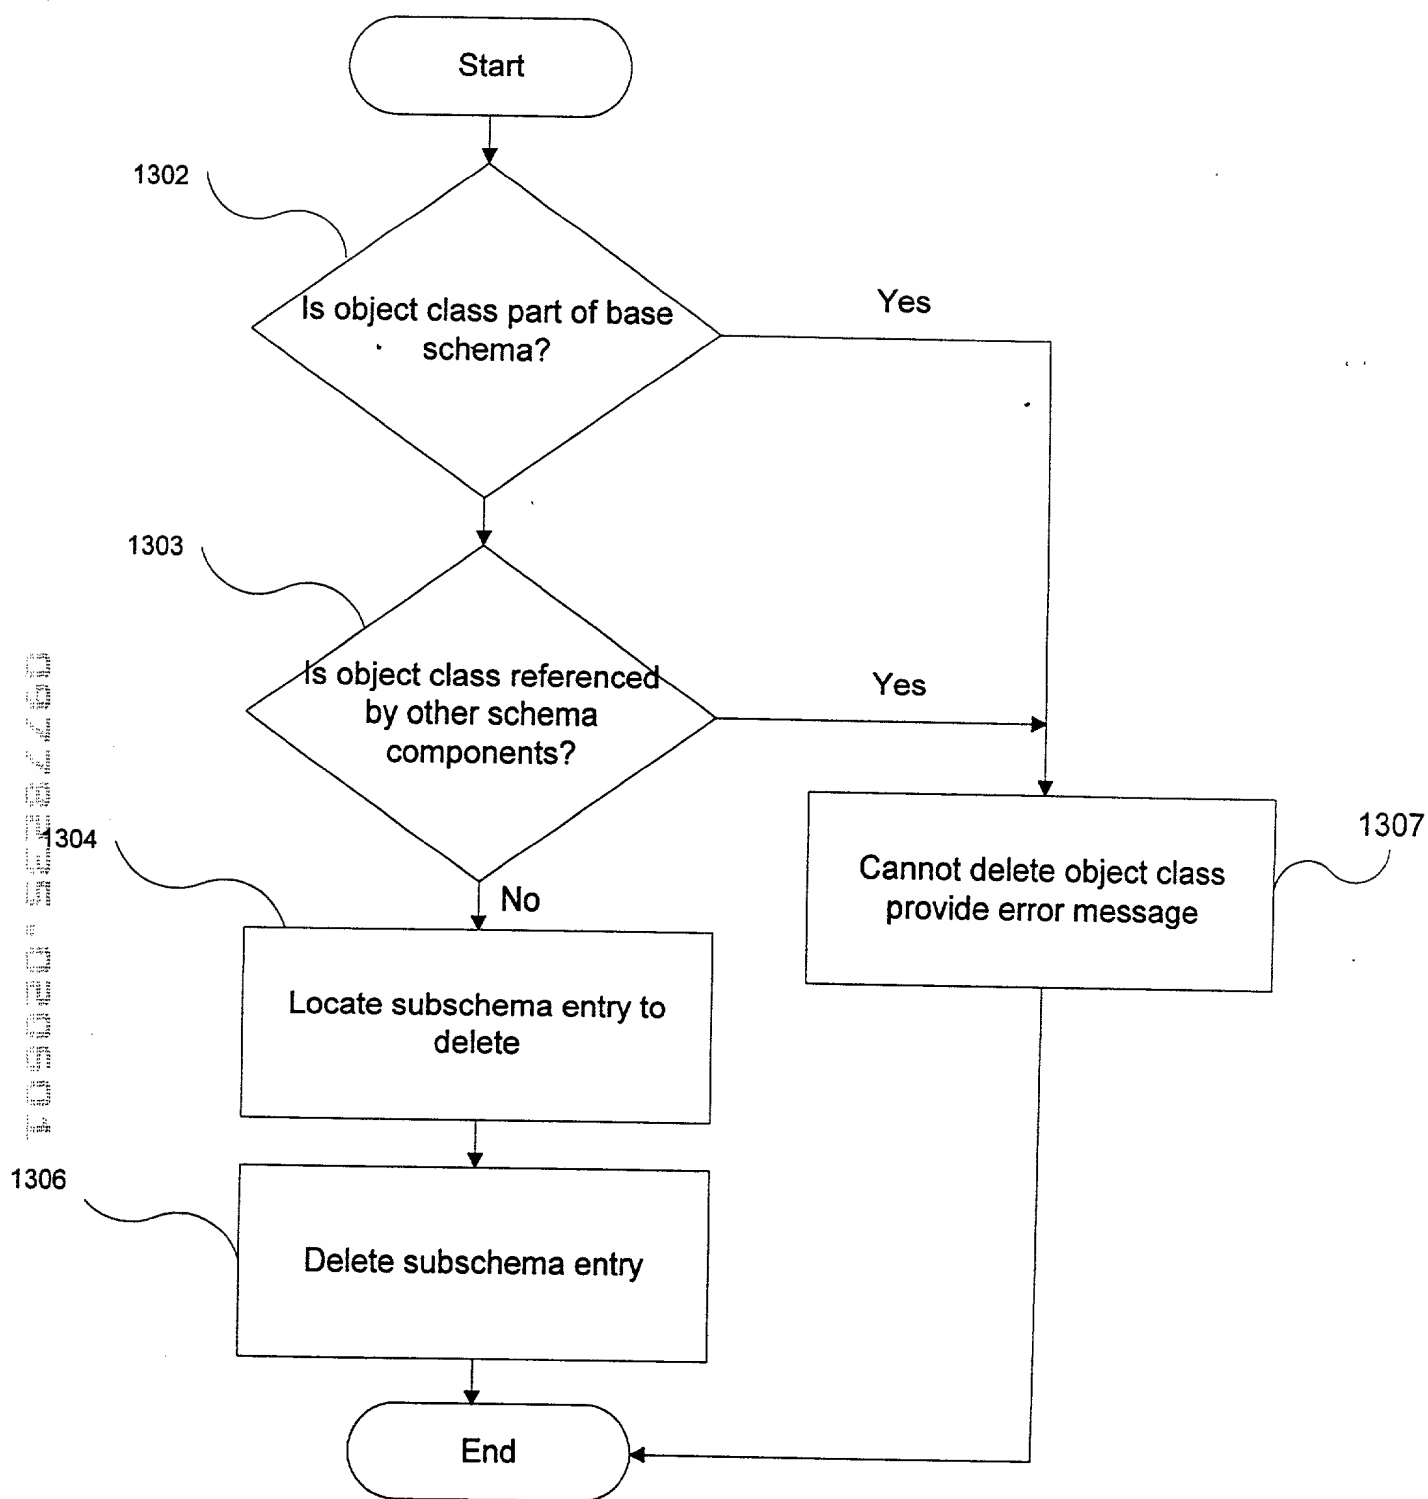 Start
1302
Is object class part of base
schema?
Yes
1303
Is object class referenced
by other schema
components?
Yes
1304
No
Cannot delete object class
provide error message
1307
Locate subschema entry to
delete
1306
Delete subschema entry
End